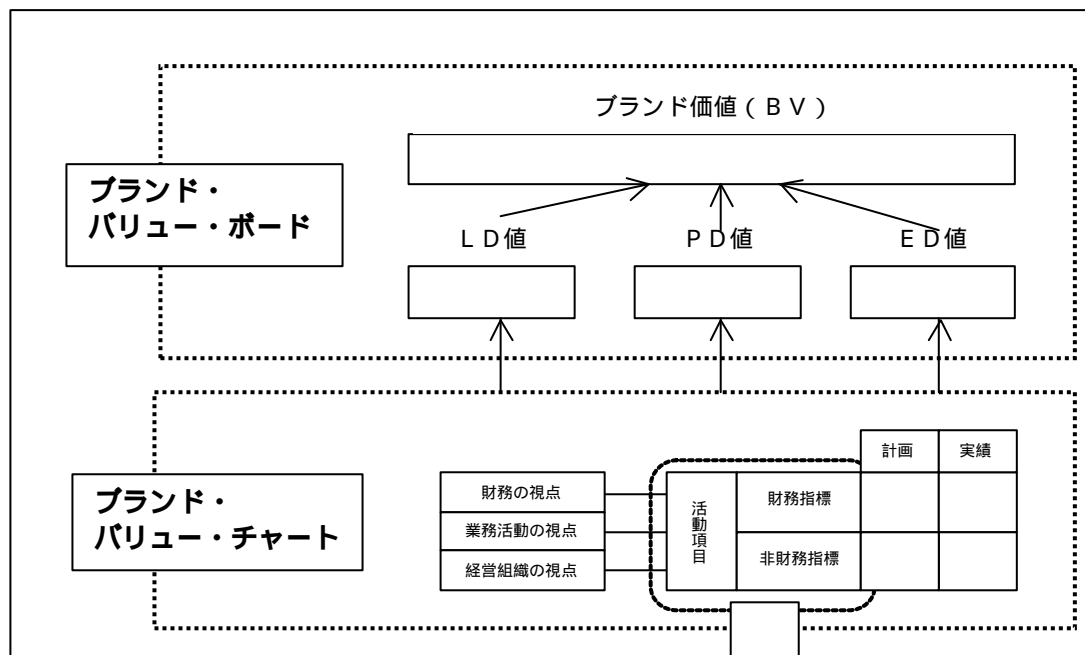 ブランド価値（ＢＶ）
ブランド・
バリュー・ボード
ＬＤ値
ＰＤ値
ＥＤ値
計画
実績
ブランド・
バリュー・チャート
財務の視点
業務活動の視点
経営組織の視点
活動項目
財務指標
非財務指標